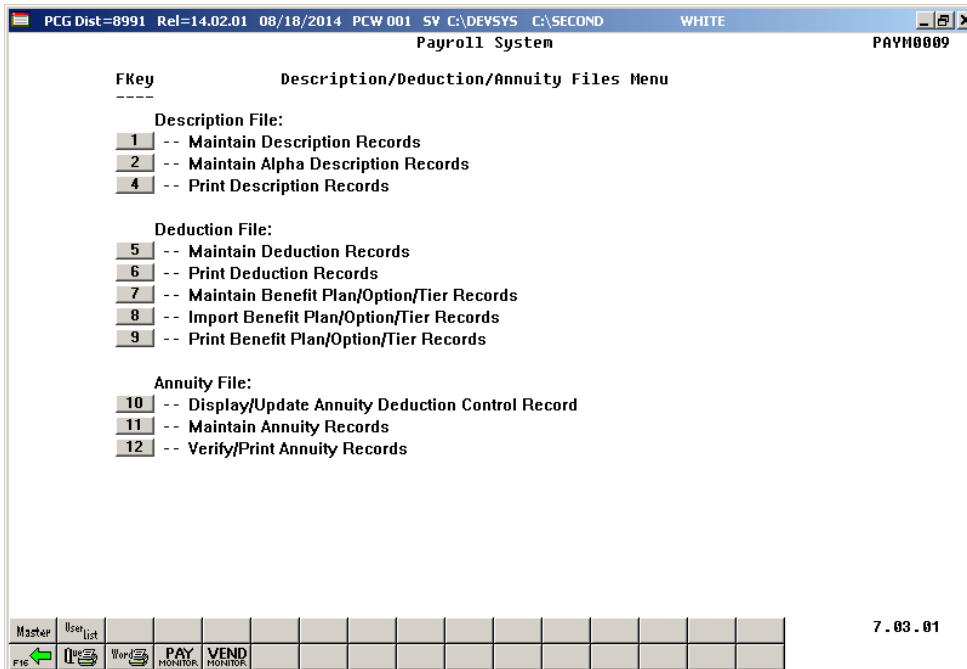 PCG Dist=8991 Rel=14.02.01 08/18/2014 PCW 001 SV C:\DEVSYS C:\SECOND WHITE
Payroll System PAYM0009
FKey Description/Deduction/Annuity Files Menu
----
Description File:
1 -- Maintain Description Records
2 -- Maintain Alpha Description Records
4 -- Print Description Records
Deduction File:
5 -- Maintain Deduction Records
6 -- Print Deduction Records
7 -- Maintain Benefit Plan/Option/Tier Records
8 -- Import Benefit Plan/Option/Tier Records
9 -- Print Benefit Plan/Option/Tier Records
Annuity File:
10 -- Display/Update Annuity Deduction Control Record
11 -- Maintain Annuity Records
12 -- Verify/Print Annuity Records
Master User List 7.03.01
F16 Que Word PAY MONITOR VEND MONITOR